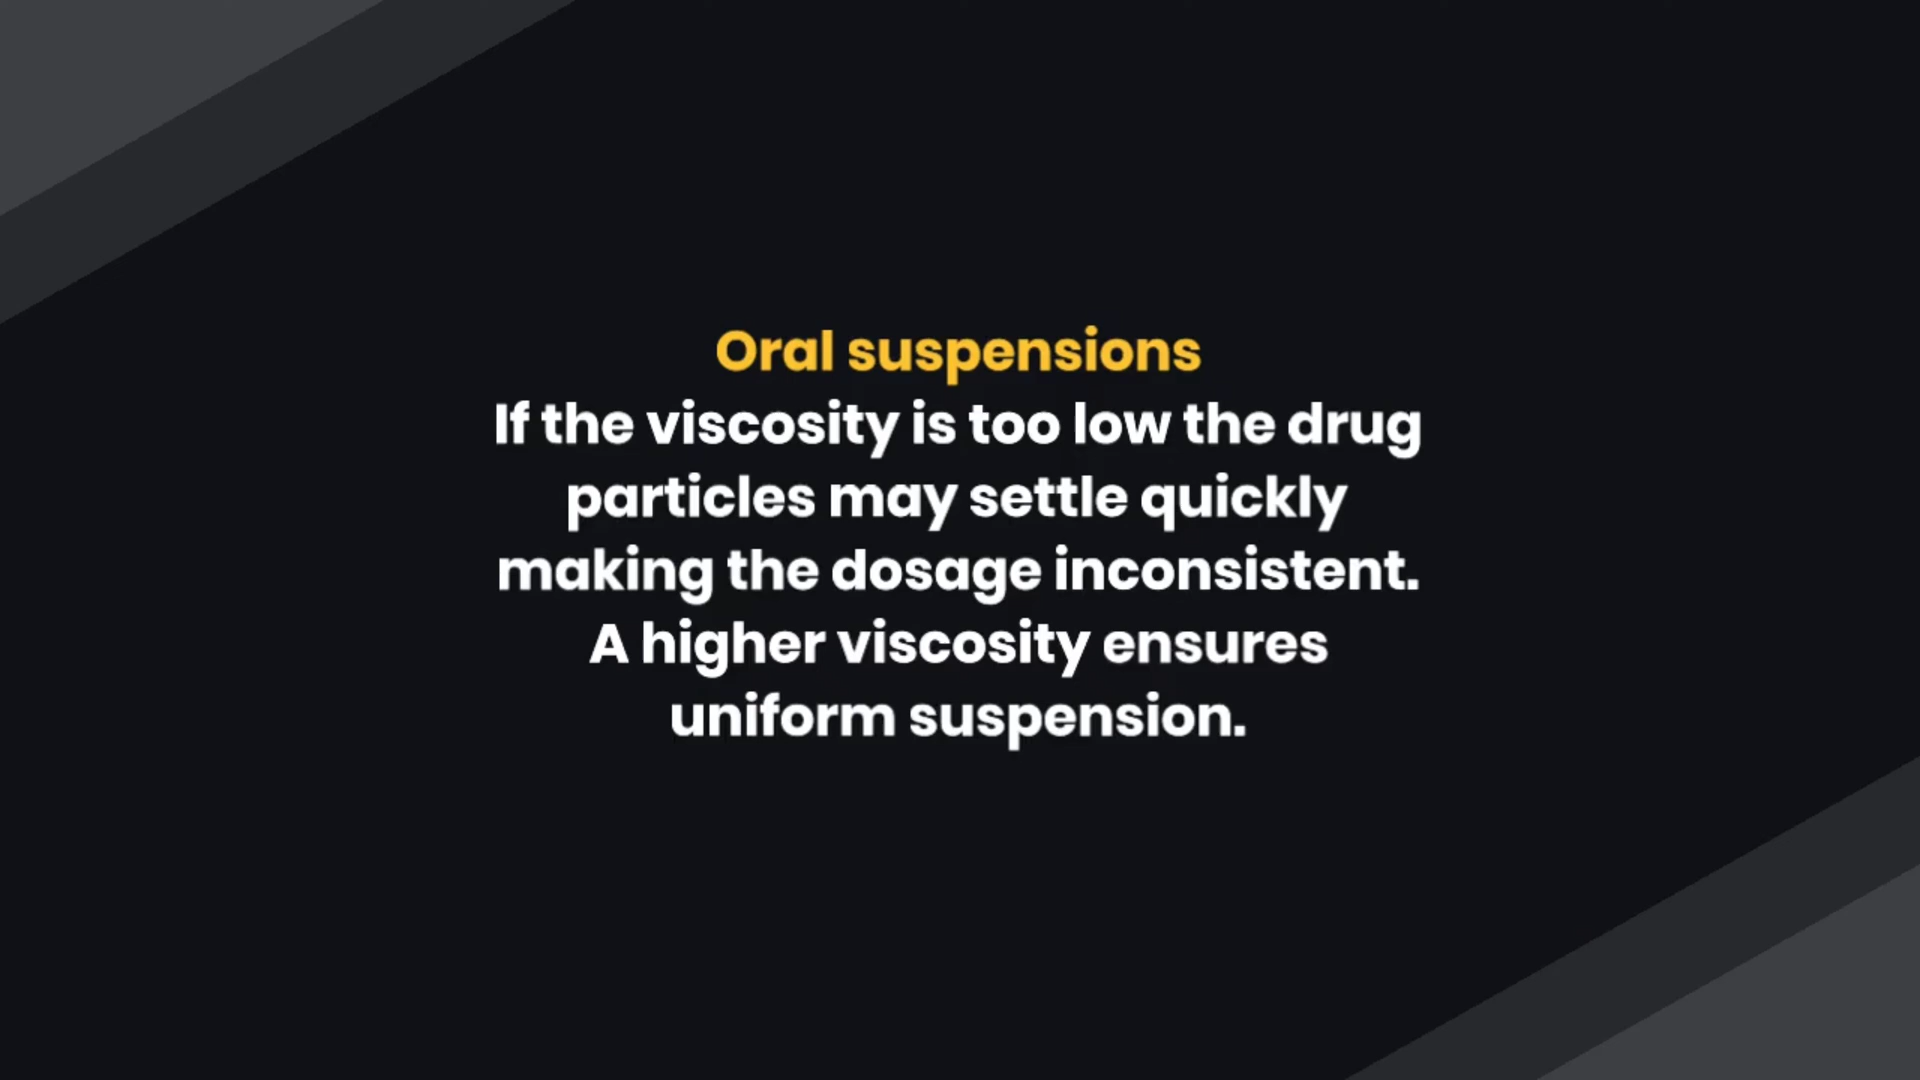 Oral suspensions
If the viscosity is too low the drug
particles may settle quickly
making the dosage inconsistent.
A higher viscosity ensures
uniform suspension.